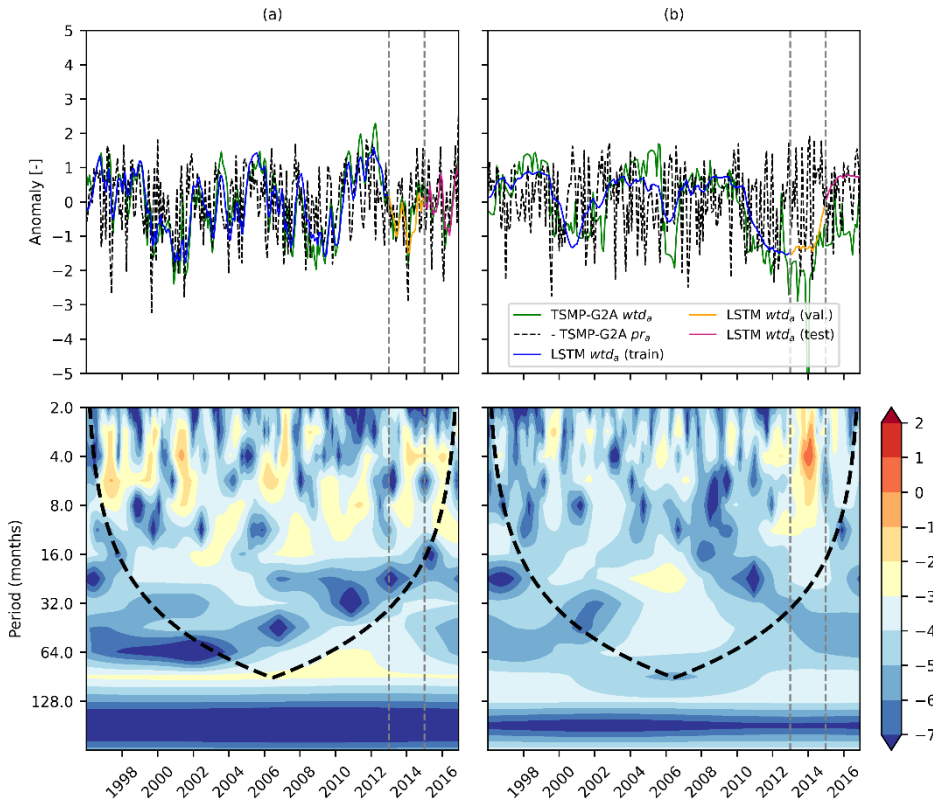 (a)
(b)
5
4
3
2
1
0
−1
−2
−3
−4
−5
Anomaly [-]
TSMP-G2A wtdₐ
- TSMP-G2A prₐ
LSTM wtdₐ (train)
LSTM wtdₐ (val.)
LSTM wtdₐ (test)
1998 2000 2002 2004 2006 2008 2010 2012 2014 2016
1998 2000 2002 2004 2006 2008 2010 2012 2014 2016
2.0
4.0
8.0
16.0
32.0
64.0
128.0
Period (months)
2
1
0
−1
−2
−3
−4
−5
−6
−7